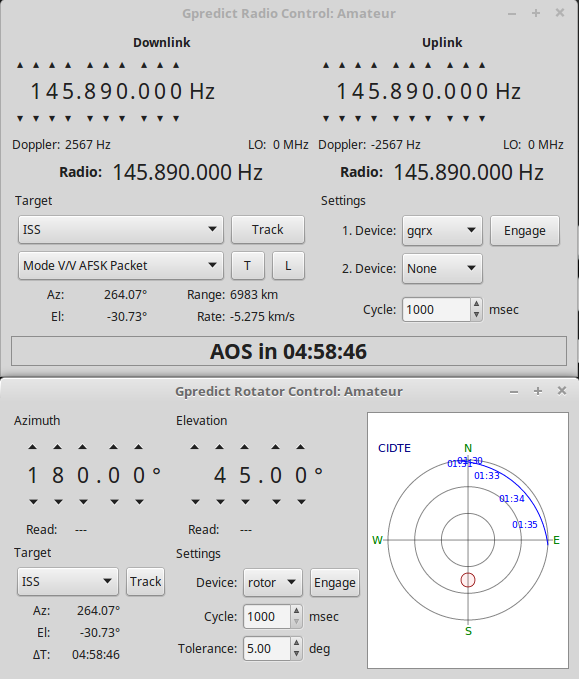 Gpredict Radio Control: Amateur
Downlink Uplink
145.890.000 Hz 145.890.000 Hz
Doppler: 2567 Hz LO: 0 MHz Doppler: -2567 Hz LO: 0 MHz
Radio: 145.890.000 Hz Radio: 145.890.000 Hz
Target Settings
ISS Track 1. Device: gqrx Engage
Mode V/V AFSK Packet T L 2. Device: None
Az: 264.07° Range: 6983 km
El: -30.73° Rate: -5.275 km/s Cycle: 1000 msec
AOS in 04:58:46
Gpredict Rotator Control: Amateur
Azimuth Elevation
180.00° 45.00°
Read: --- Read: ---
Target Settings
ISS Track Device: rotor Engage
Az: 264.07° Cycle: 1000 msec
El: -30.73°
ΔT: 04:58:46 Tolerance: 5.00 deg
CIDTE N
01:30
01:31
01:33
01:34
01:35
W E
S